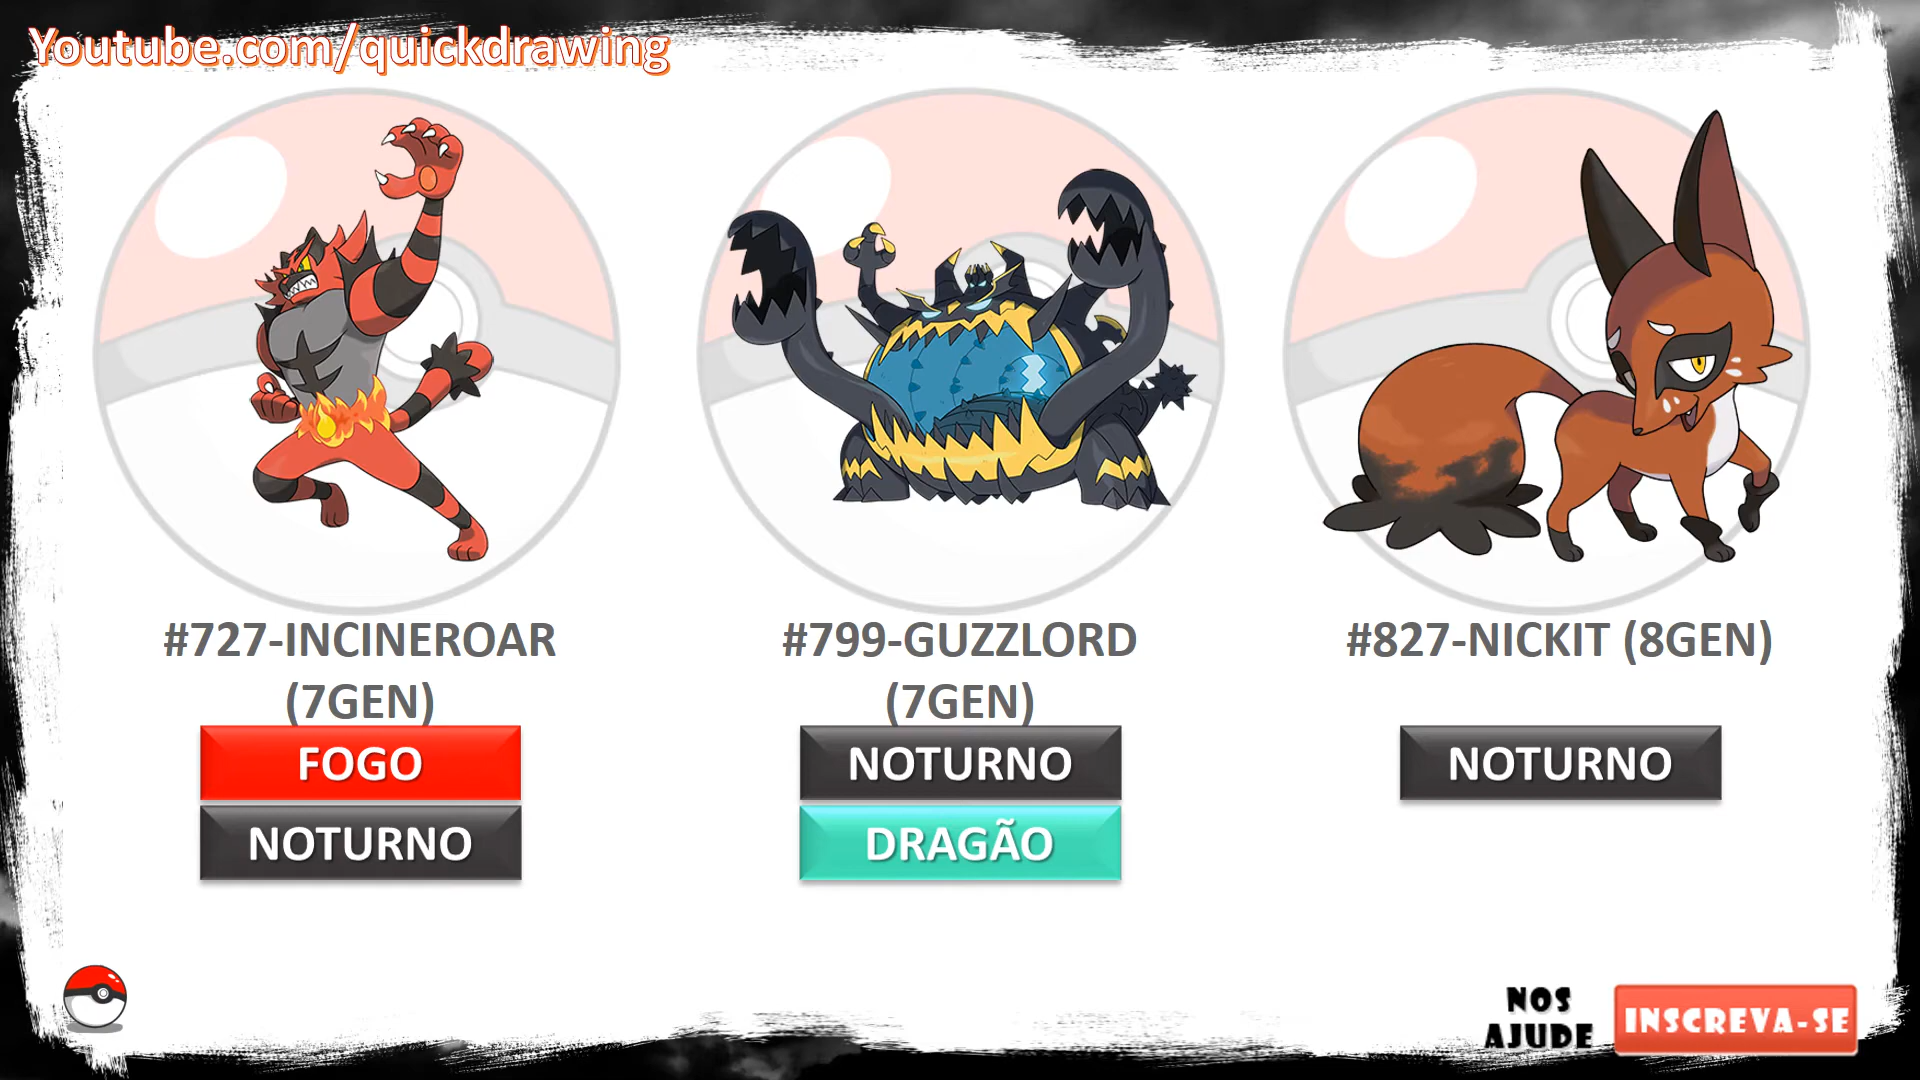 Youtube.com/quickdrawing
#727-INCINEROAR
(7GEN)
FOGO
NOTURNO
#799-GUZZLORD
(7GEN)
NOTURNO
DRAGÃO
#827-NICKIT (8GEN)
NOTURNO
NOS
AJUDE
INSCREVA-SE